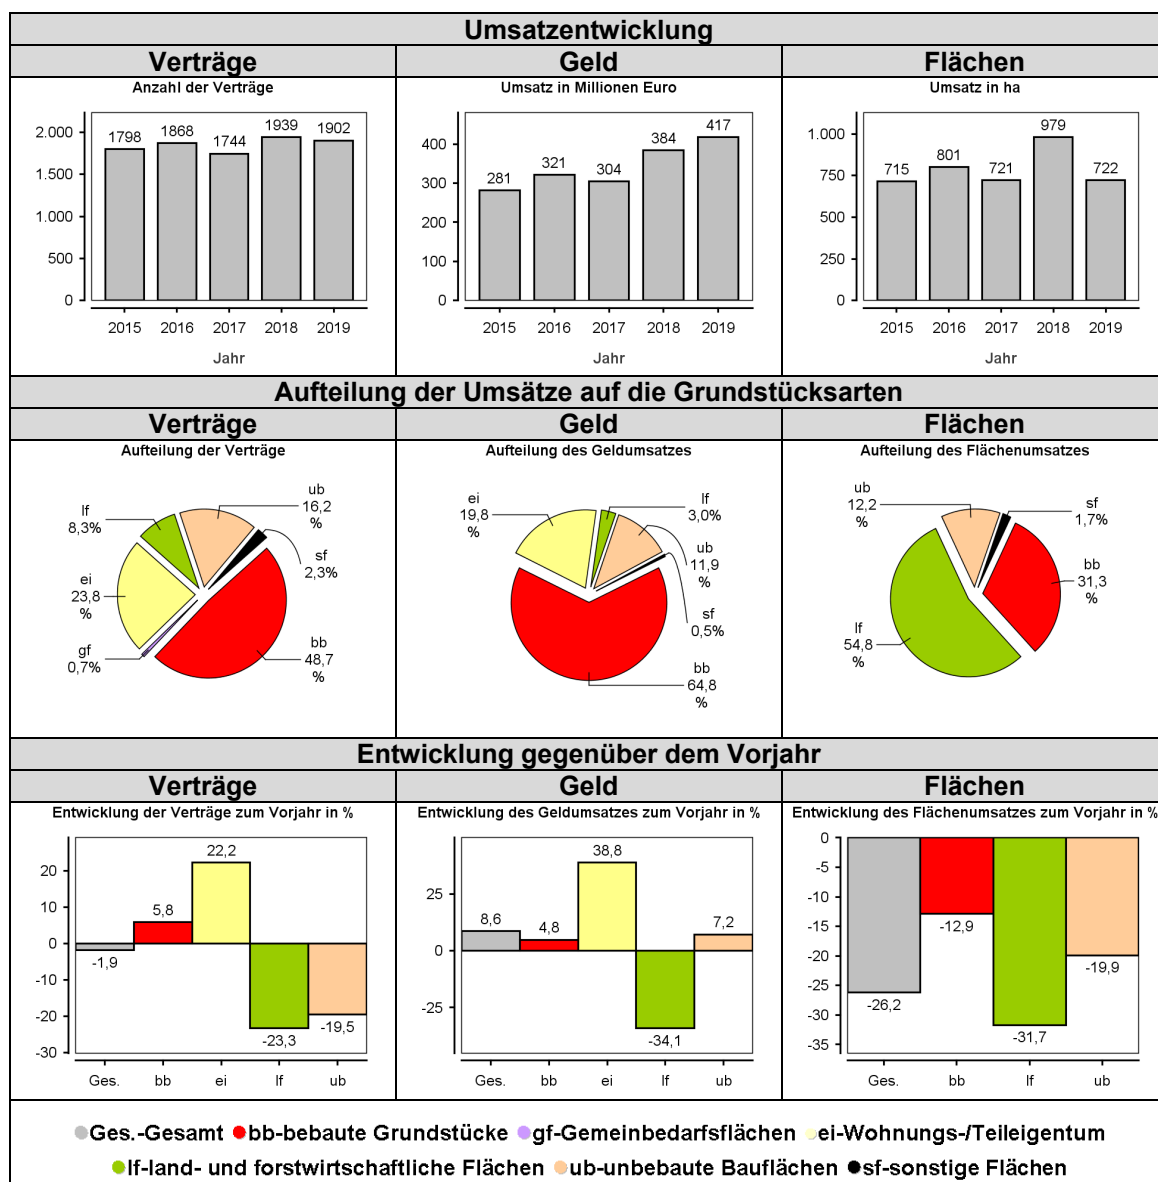 Umsatzentwicklung
Verträge
Geld
Flächen
Anzahl der Verträge
2.000
1.500
1.000
500
0
1798
1868
1744
1939
1902
2015
2016
2017
2018
2019
Jahr
Umsatz in Millionen Euro
400
300
200
100
0
281
321
304
384
417
2015
2016
2017
2018
2019
Jahr
Umsatz in ha
1.000
750
500
250
0
715
801
721
979
722
2015
2016
2017
2018
2019
Jahr
Aufteilung der Umsätze auf die Grundstücksarten
Verträge
Geld
Flächen
Aufteilung der Verträge
lf
8,3%
ub
16,2
%
sf
2,3%
ei
23,8
%
gf
0,7%
bb
48,7
%
Aufteilung des Geldumsatzes
ei
19,8
%
lf
3,0%
ub
11,9
%
sf
0,5%
bb
64,8
%
Aufteilung des Flächenumsatzes
ub
12,2
%
sf
1,7%
bb
31,3
%
lf
54,8
%
Entwicklung gegenüber dem Vorjahr
Verträge
Geld
Flächen
Entwicklung der Verträge zum Vorjahr in %
20
10
0
-10
-20
-30
-1,9
5,8
22,2
-23,3
-19,5
Ges.
bb
ei
lf
ub
Entwicklung des Geldumsatzes zum Vorjahr in %
25
0
-25
8,6
4,8
38,8
-34,1
7,2
Ges.
bb
ei
lf
ub
Entwicklung des Flächenumsatzes zum Vorjahr in %
0
-5
-10
-15
-20
-25
-30
-35
-26,2
-12,9
-31,7
-19,9
Ges.
bb
lf
ub
Ges.-Gesamt bb-bebaute Grundstücke gf-Gemeinbedarfsflächen ei-Wohnungs-/Teileigentum
lf-land- und forstwirtschaftliche Flächen ub-unbebaute Bauflächen sf-sonstige Flächen